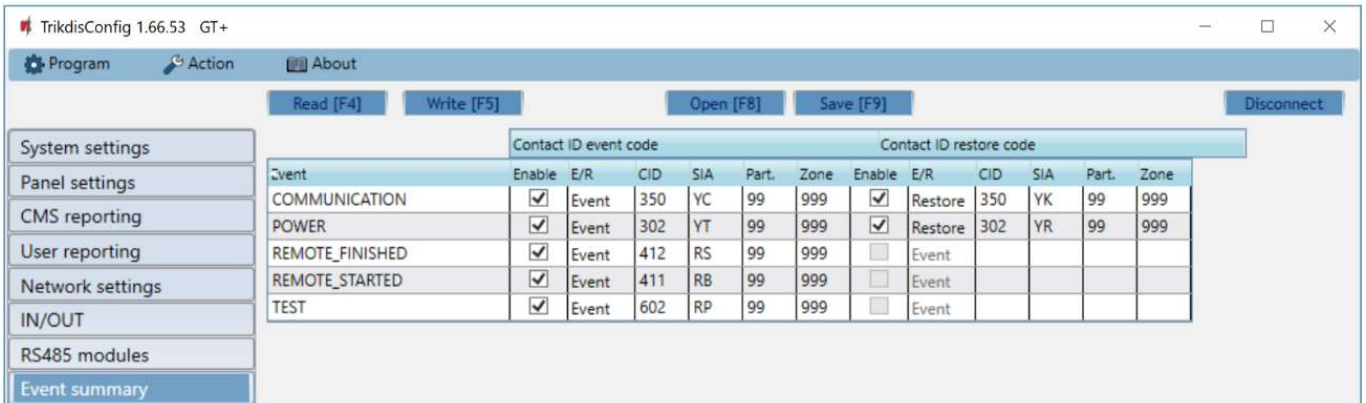 TrikdisConfig 1.66.53 GT+
Program Action About
Read [F4] Write [F5] Open [F8] Save [F9] Disconnect
System settings
Panel settings
CMS reporting
User reporting
Network settings
IN/OUT
RS485 modules
Event summary
Contact ID event code Contact ID restore code
Event Enable E/R CID SIA Part. Zone Enable E/R CID SIA Part. Zone
COMMUNICATION Event 350 YC 99 999 Restore 350 YK 99 999
POWER Event 302 YT 99 999 Restore 302 YR 99 999
REMOTE_FINISHED Event 412 RS 99 999 Event
REMOTE_STARTED Event 411 RB 99 999 Event
TEST Event 602 RP 99 999 Event